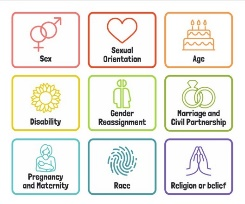 Sex
Sexual
Orientation
Age
Disability
Gender
Reassignment
Marriage and
Civil Partnership
Pregnancy
and Maternity
Race
Religion or belief